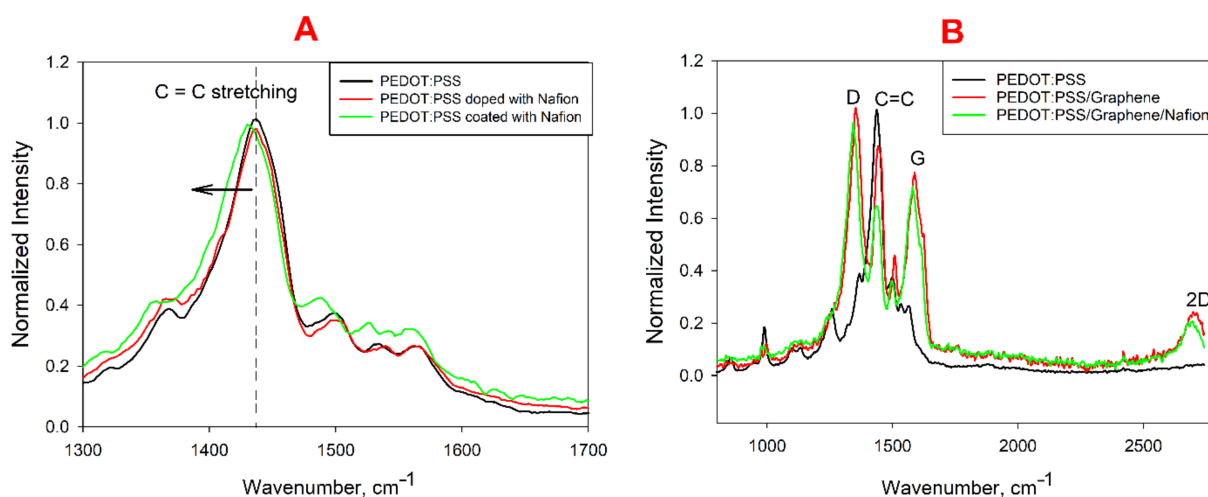 A
1.2
1.0
0.8
0.6
0.4
0.2
0.0
Normalized Intensity
C = C stretching
PEDOT:PSS
PEDOT:PSS doped with Nafion
PEDOT:PSS coated with Nafion
1300
1400
1500
1600
1700
Wavenumber, cm⁻¹
B
1.2
1.0
0.8
0.6
0.4
0.2
0.0
Normalized Intensity
D
C=C
G
2D
PEDOT:PSS
PEDOT:PSS/Graphene
PEDOT:PSS/Graphene/Nafion
1000
1500
2000
2500
Wavenumber, cm⁻¹